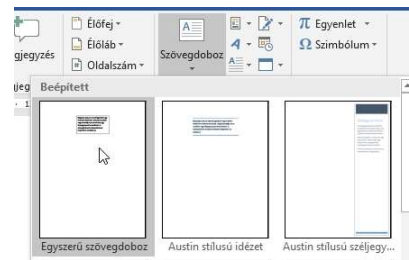 Élőfej
Élőláb
gjegyzés
Oldalszám
Szövegdoboz
A
Egyenlet
Szimbólum
Beépített
Egyszerű szövegdoboz
Austin stílusú idézet
Austin stílusú széljegy...